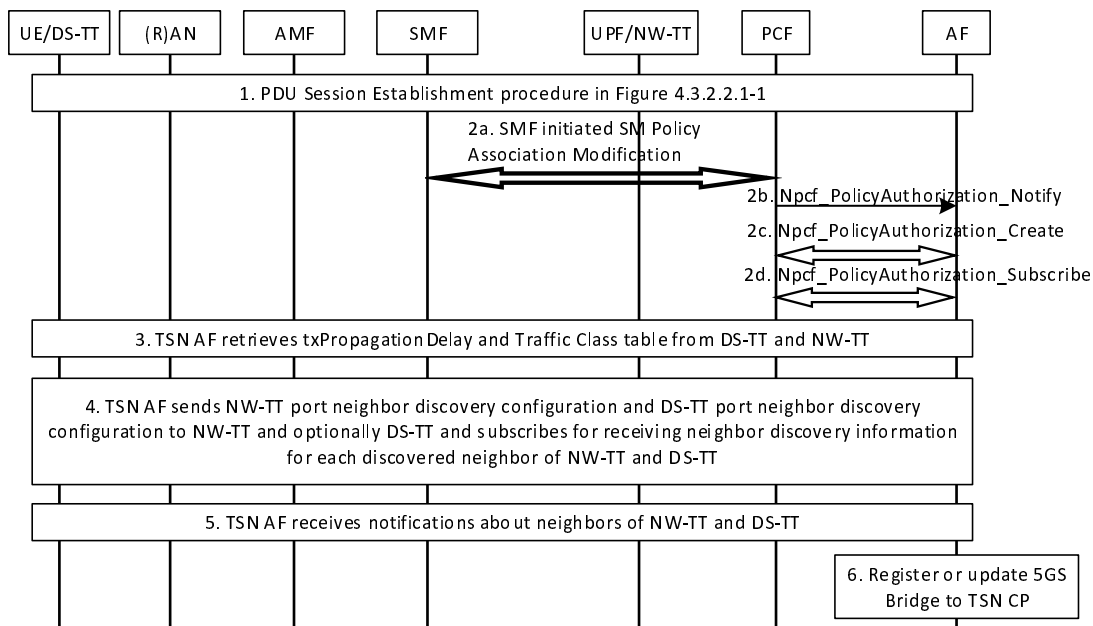 UE/DS-TT
(R)AN
AMF
SMF
UPF/NW-TT
PCF
AF
1. PDU Session Establishment procedure in Figure 4.3.2.2.1-1
2a. SMF initiated SM Policy
Association Modification
2b. Npcf_PolicyAuthorization_Notify
2c. Npcf_PolicyAuthorization_Create
2d. Npcf_PolicyAuthorization_Subscribe
3. TSN AF retrieves txPropagationDelay and Traffic Class table from DS-TT and NW-TT
4. TSN AF sends NW-TT port neighbor discovery configuration and DS-TT port neighbor discovery
configuration to NW-TT and optionally DS-TT and subscribes for receiving neighbor discovery information
for each discovered neighbor of NW-TT and DS-TT
5. TSN AF receives notifications about neighbors of NW-TT and DS-TT
6. Register or update 5GS
Bridge to TSN CP